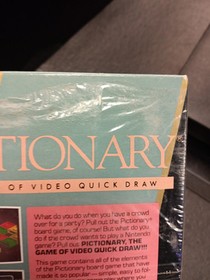 TIONARY
OF VIDEO QUICK DRAW
What do you do when you have a crowd
over for a party? Pull out the Pictionary®
board game, of course! But what do you
do if the crowd wants to play a Nintendo
game? Pull out PICTIONARY, THE
GAME OF VIDEO QUICK DRAW!!!
This game contains all of the elements
of the Pictionary board game that have
made it so popular — simple, easy to